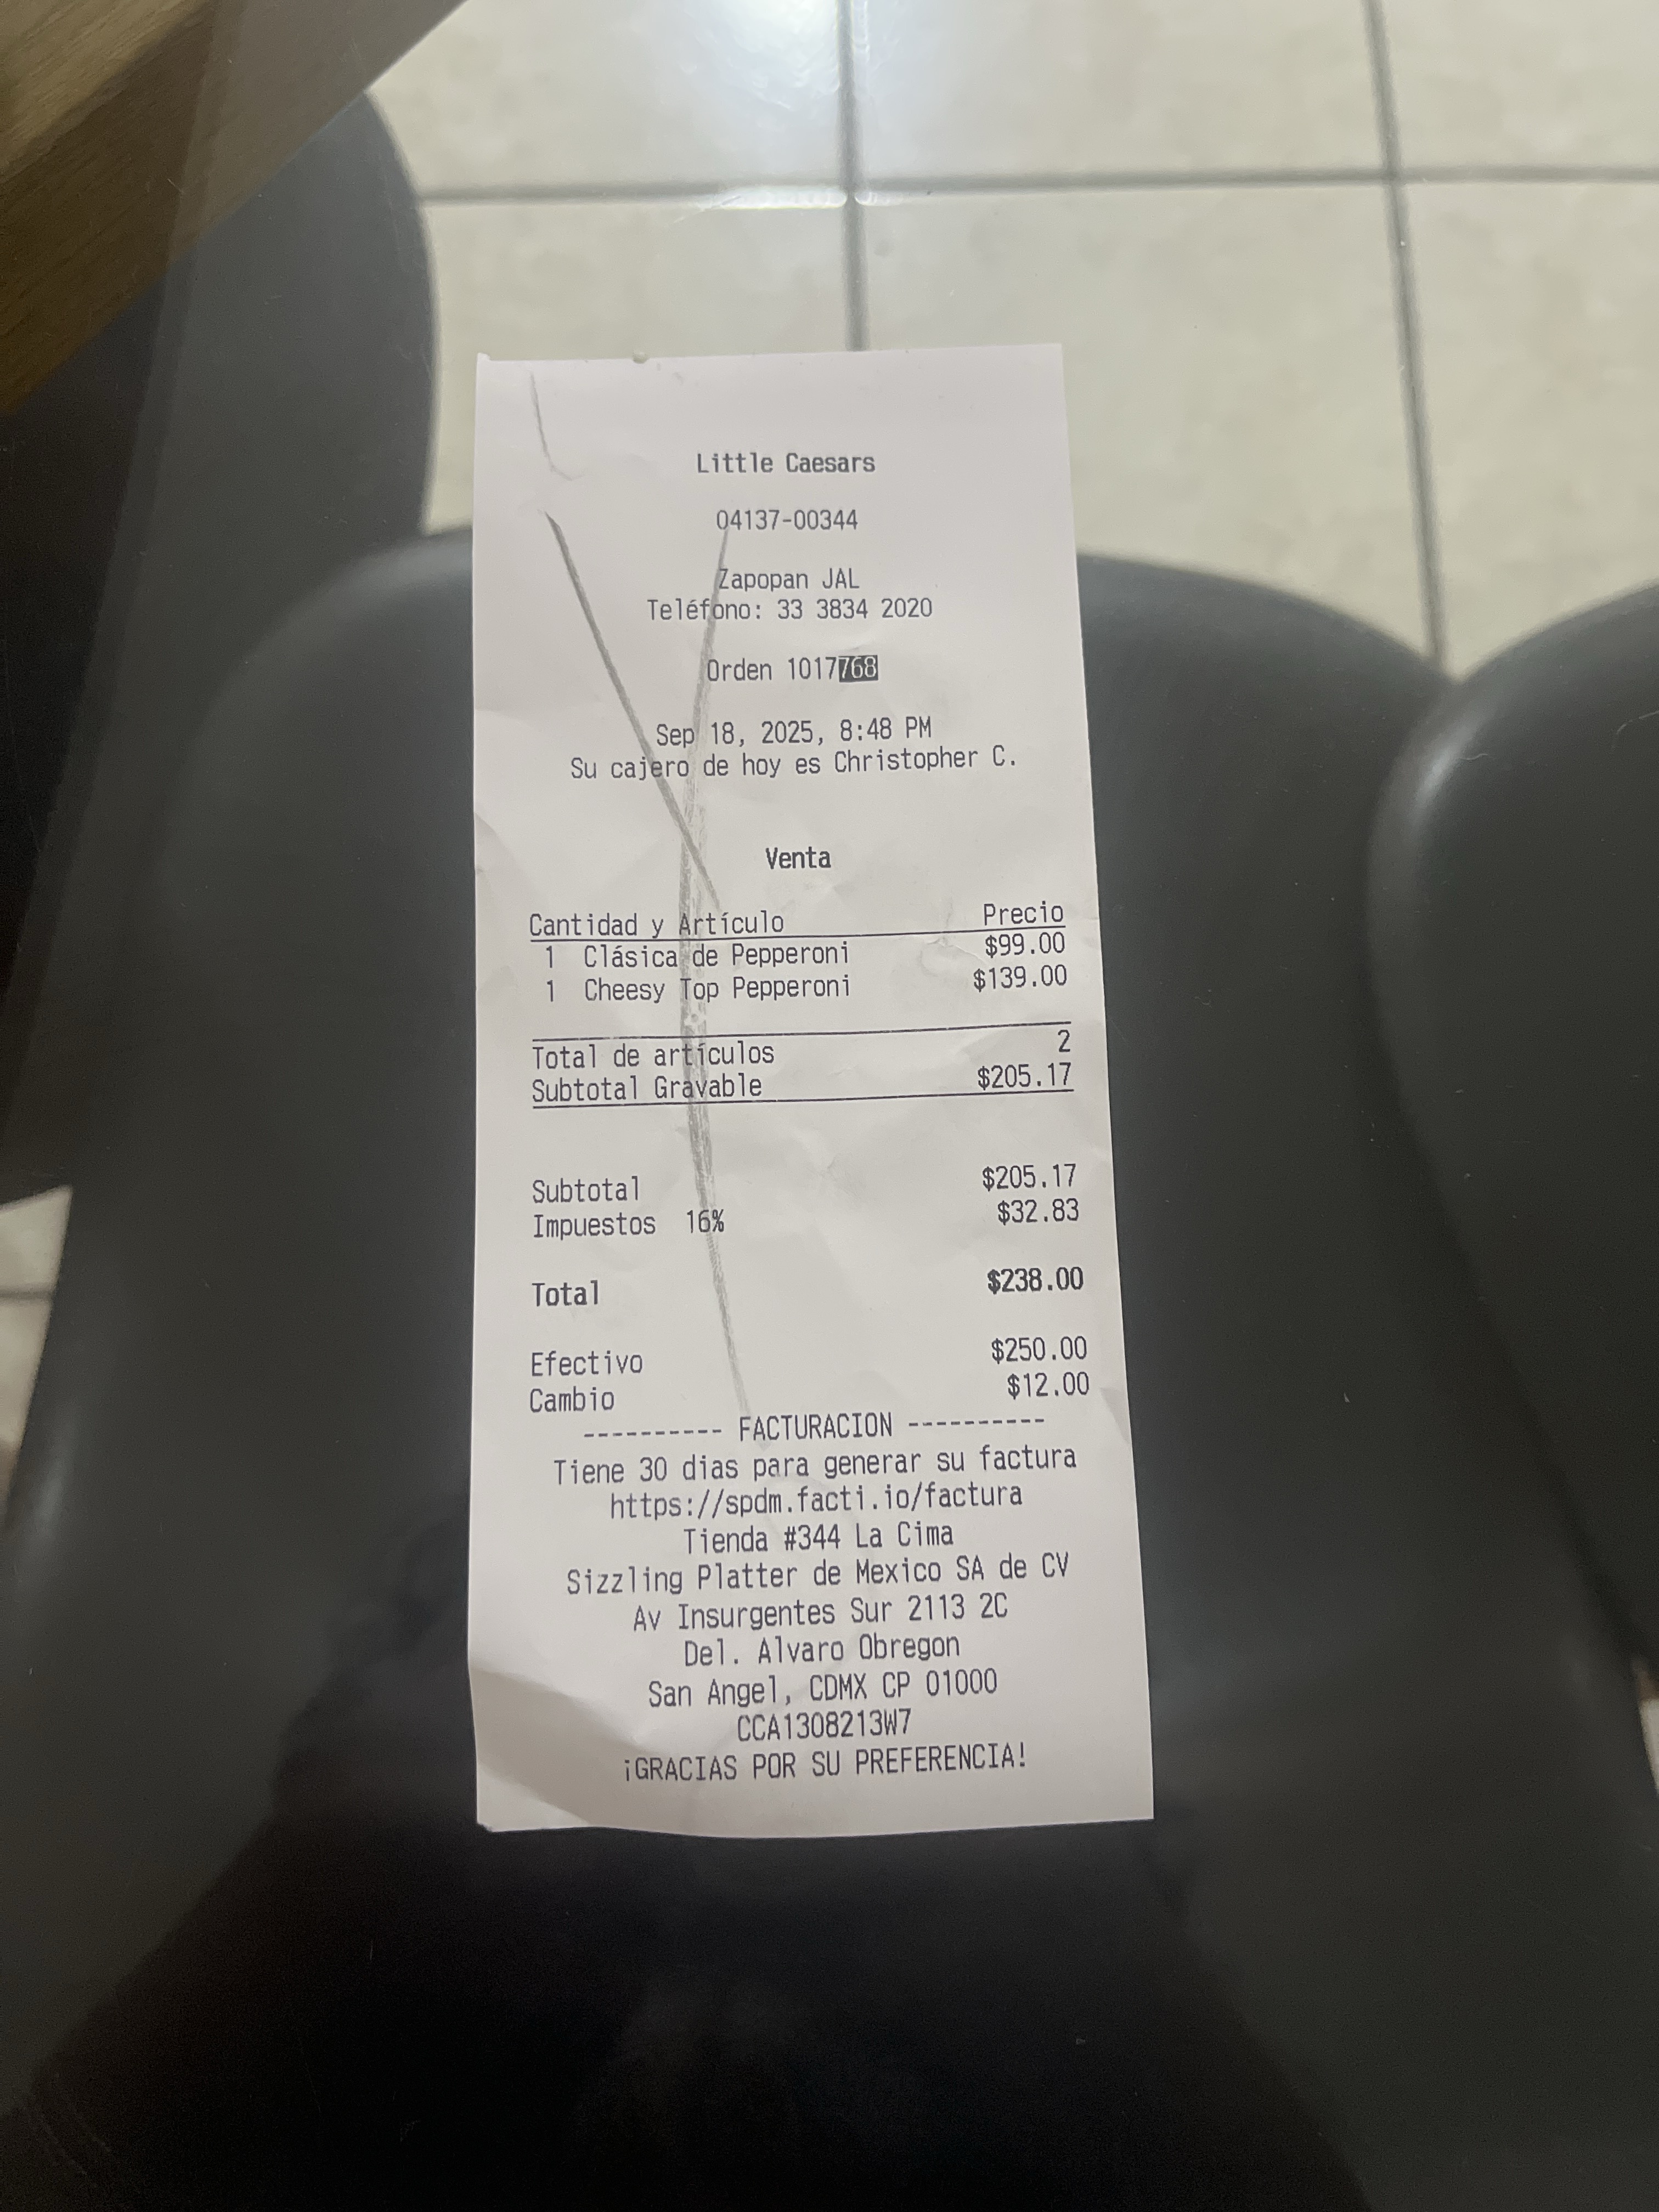 Little Caesars
04137-00344
Zapopan JAL
Teléfono: 33 3834 2020
Orden 1017768
Sep 18, 2025, 8:48 PM
Su cajero de hoy es Christopher C.
Venta
Cantidad y Artículo Precio
1 Clásica de Pepperoni $99.00
1 Cheesy Top Pepperoni $139.00
Total de artículos 2
Subtotal Gravable $205.17
Subtotal $205.17
Impuestos 16% $32.83
Total $238.00
Efectivo $250.00
Cambio $12.00
---------- FACTURACION ----------
Tiene 30 dias para generar su factura
https://spdm.facti.io/factura
Tienda #344 La Cima
Sizzling Platter de Mexico SA de CV
Av Insurgentes Sur 2113 2C
Del. Alvaro Obregon
San Angel, CDMX CP 01000
CCA1308213W7
¡GRACIAS POR SU PREFERENCIA!